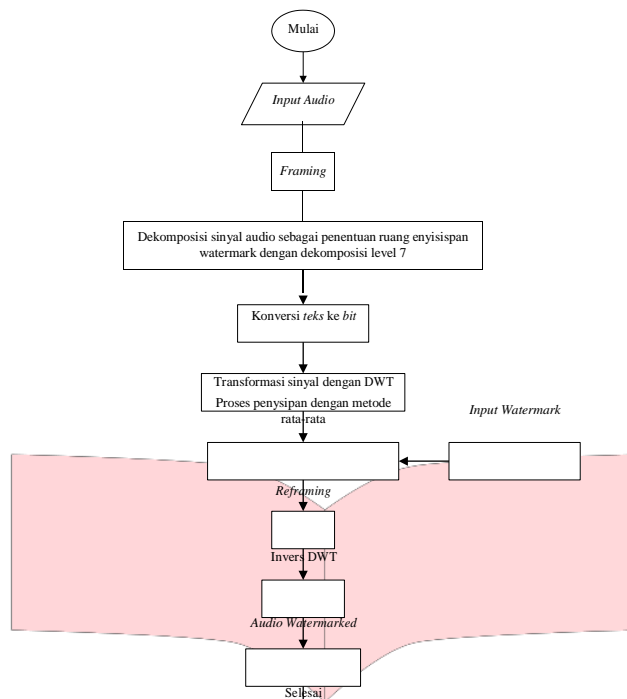 Mulai
Input Audio
Framing
Dekomposisi sinyal audio sebagai penentuan ruang enyisispan
watermark dengan dekomposisi level 7
Konversi teks ke bit
Transformasi sinyal dengan DWT
Proses penysipan dengan metode
rata-rata
Input Watermark
Reframing
Invers DWT
Audio Watermarked
Selesai